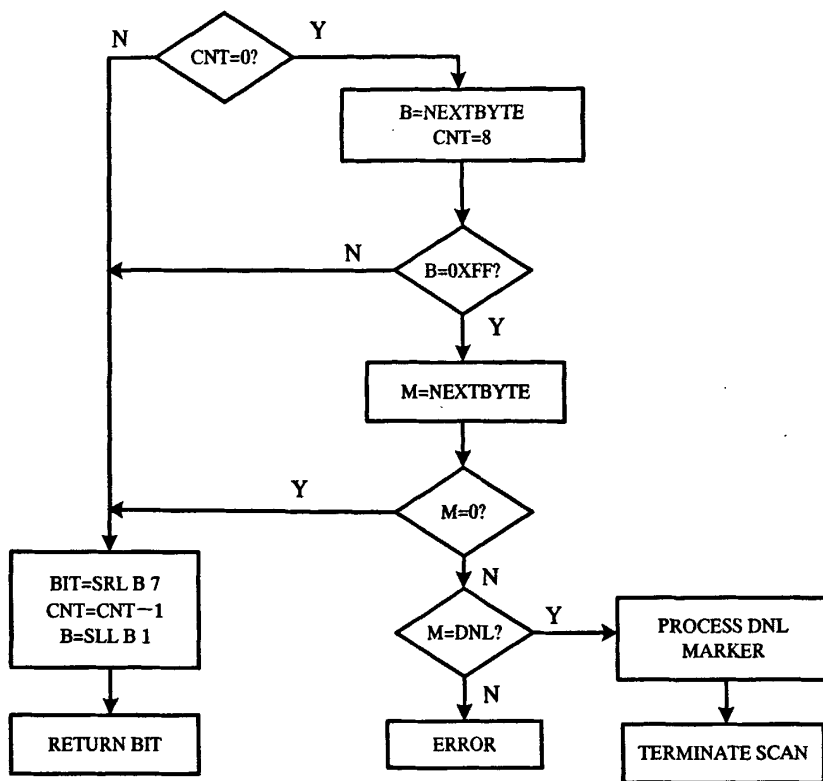 N
CNT=0?
Y
B=NEXTBYTE
CNT=8
N
B=0XFF?
Y
M=NEXTBYTE
Y
M=0?
N
BIT=SRL B 7
CNT=CNT−1
B=SLL B 1
M=DNL?
Y
PROCESS DNL
MARKER
N
RETURN BIT
ERROR
TERMINATE SCAN